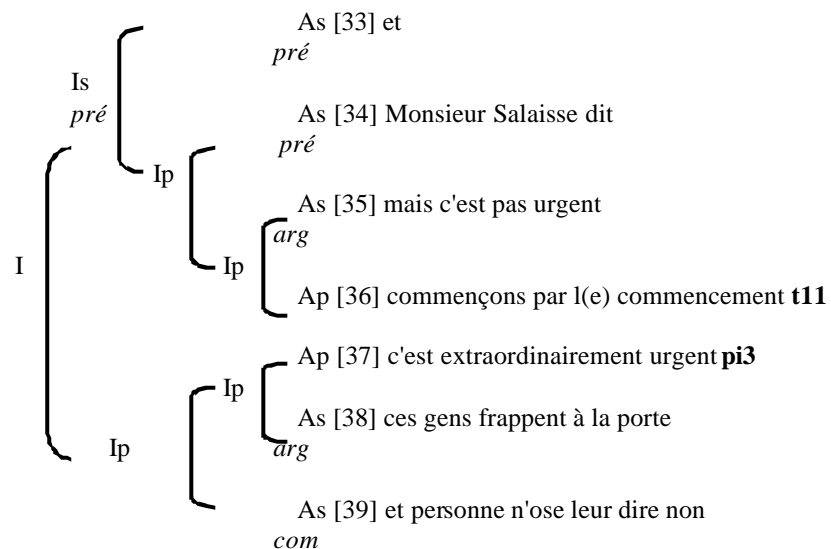 As [33] et
pré
Is
pré
As [34] Monsieur Salaisse dit
pré
Ip
As [35] mais c'est pas urgent
arg
I
Ip
Ap [36] commençons par l(e) commencement t11
Ap [37] c'est extraordinairement urgent pi3
Ip
As [38] ces gens frappent à la porte
arg
Ip
As [39] et personne n'ose leur dire non
com